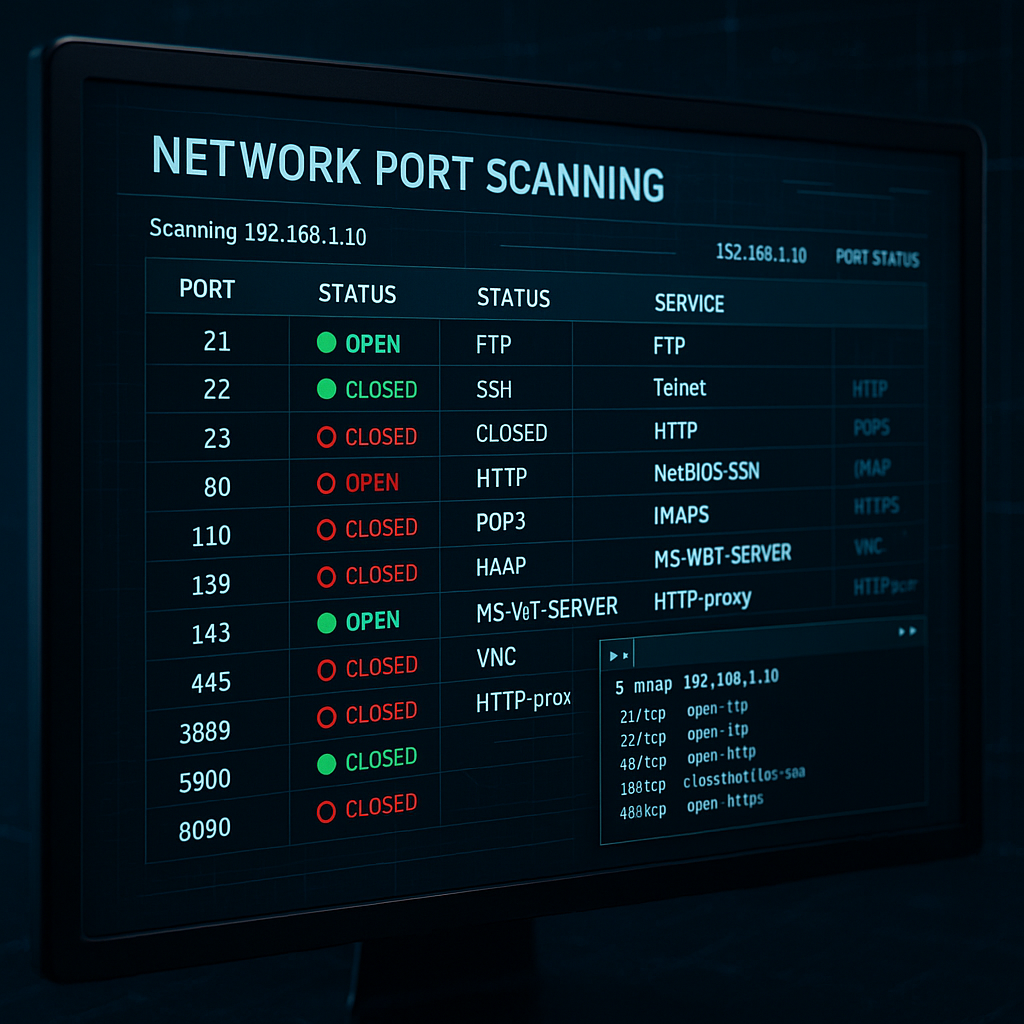 NETWORK PORT SCANNING
Scanning 192.168.1.10
1S2.168.1.10 PORT STATUS
PORT STATUS STATUS SERVICE
21 OPEN FTP FTP
22 CLOSED SSH Teinet HTIP
23 CLOSED CLOSED HTTP POPS
80 OPEN HTTP NetBIOS-SSN (MAP
110 CLOSED POP3 IMAPS HTIPS
139 CLOSED HAAP MS-WBT-SERVER VNC
143 OPEN MS-VeT-SERVER HTTP-proxy
445 CLOSED VNC
3889 CLOSED HTTP-prox
5900 CLOSED
8090 CLOSED
5 mnap 192,108,1.10
21/tcp open-ttp
22/tcp open-itp
48/tcp open-http
188tcp
488kcp open-https